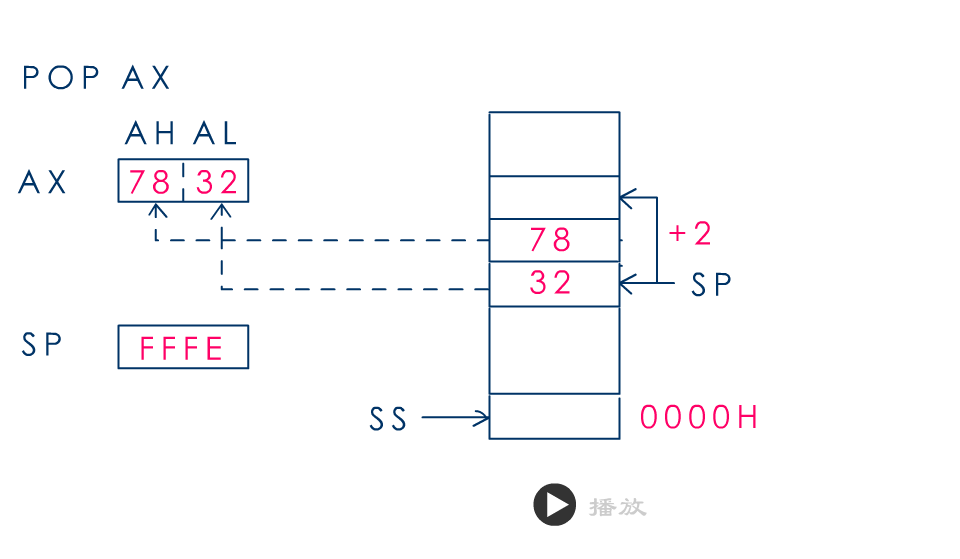 POP AX
AH AL
AX 78 32
78
+2
32
SP
SP FFFE
SS 0000H
播放